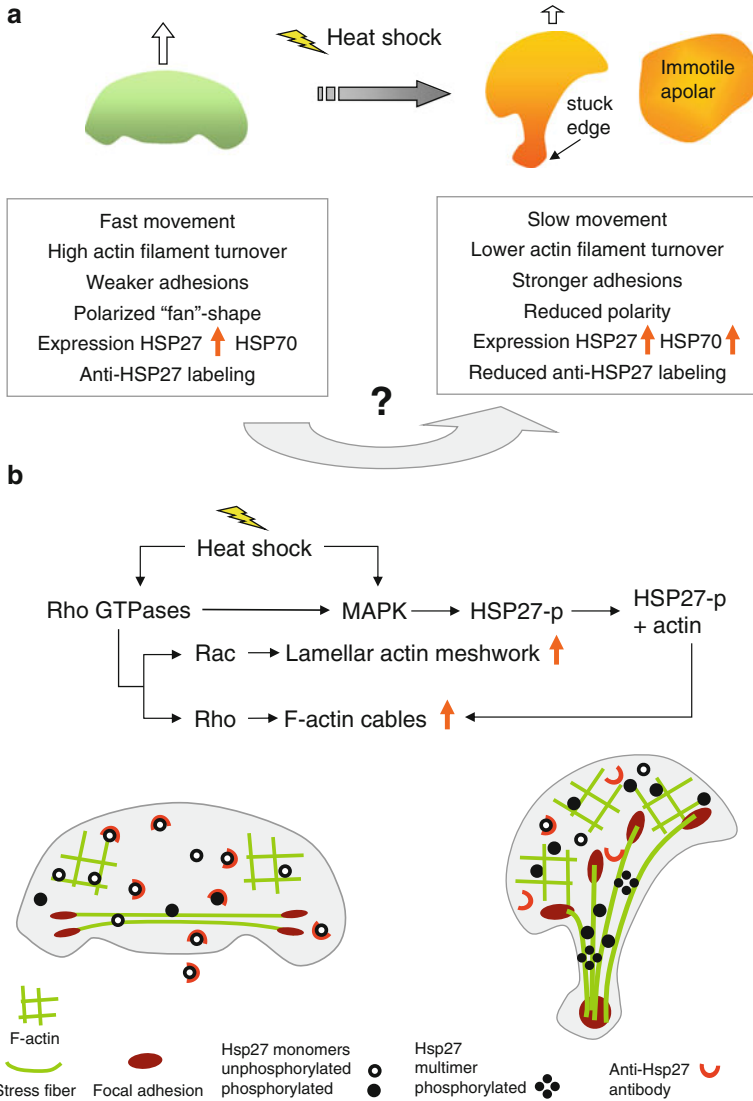 a
Heat shock
Immotile
apolar
stuck
edge
Fast movement
High actin filament turnover
Weaker adhesions
Polarized “fan”-shape
Expression HSP27 HSP70
Anti-HSP27 labeling
Slow movement
Lower actin filament turnover
Stronger adhesions
Reduced polarity
Expression HSP27 HSP70
Reduced anti-HSP27 labeling
?
b
Heat shock
Rho GTPases
MAPK
HSP27-p
HSP27-p
+ actin
Rac
Lamellar actin meshwork
Rho
F-actin cables
F-actin
Stress fiber
Focal adhesion
Hsp27 monomers
unphosphorylated
phosphorylated
Hsp27
multimer
phosphorylated
Anti-Hsp27
antibody